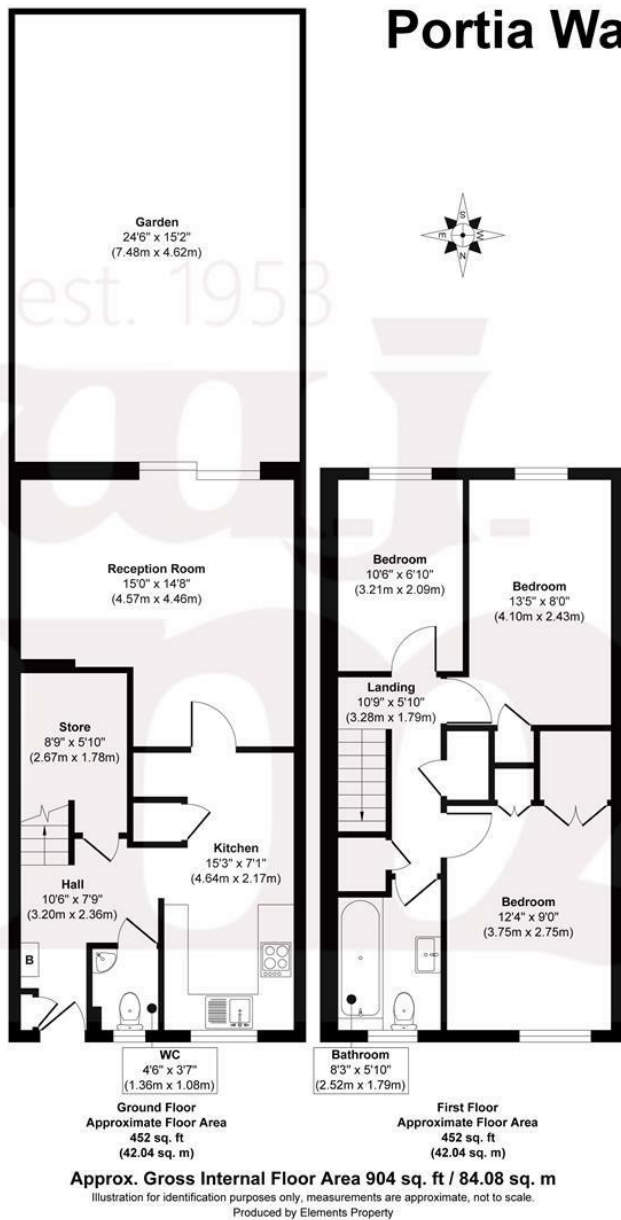 Portia Wa
Garden
24'6" x 15'2"
(7.48m x 4.62m)
S
E
W
N
est. 1953
Reception Room
15'0" x 14'8"
(4.57m x 4.46m)
Bedroom
10'6" x 6'10"
(3.21m x 2.09m)
Bedroom
13'5" x 8'0"
(4.10m x 2.43m)
Landing
10'9" x 5'10"
(3.28m x 1.79m)
Store
8'9" x 5'10"
(2.67m x 1.78m)
Kitchen
15'3" x 7'1"
(4.64m x 2.17m)
Hall
10'6" x 7'9"
(3.20m x 2.36m)
Bedroom
12'4" x 9'0"
(3.75m x 2.75m)
B
WC
4'6" x 3'7"
(1.36m x 1.08m)
Bathroom
8'3" x 5'10"
(2.52m x 1.79m)
Ground Floor
Approximate Floor Area
452 sq. ft
(42.04 sq. m)
First Floor
Approximate Floor Area
452 sq. ft
(42.04 sq. m)
Approx. Gross Internal Floor Area 904 sq. ft / 84.08 sq. m
Illustration for identification purposes only, measurements are approximate, not to scale.
Produced by Elements Property